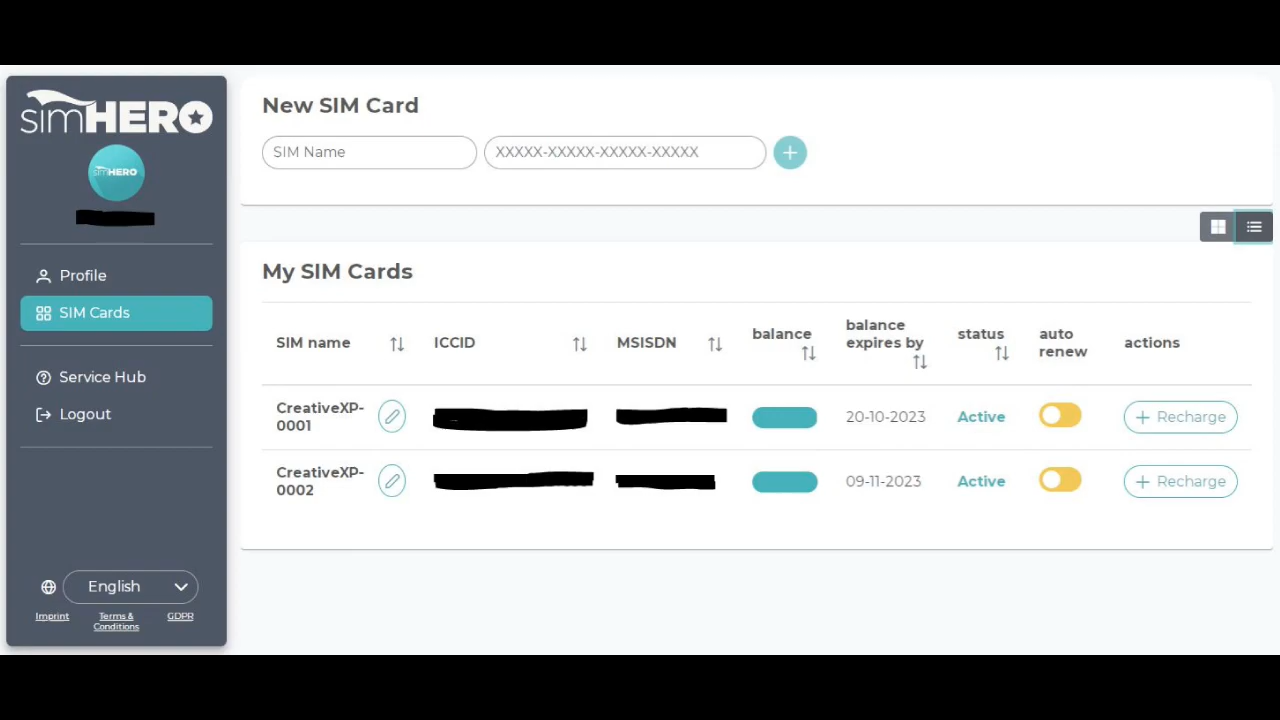 simHERO
simHERO
Profile
SIM Cards
Service Hub
Logout
English
Imprint
Terms &
Conditions
GDPR
New SIM Card
SIM Name
XXXXX-XXXXX-XXXXX-XXXXX
My SIM Cards
SIM name ICCID MSISDN balance balance expires by status auto renew actions
CreativeXP-
0001
20-10-2023 Active Recharge
CreativeXP-
0002
09-11-2023 Active Recharge